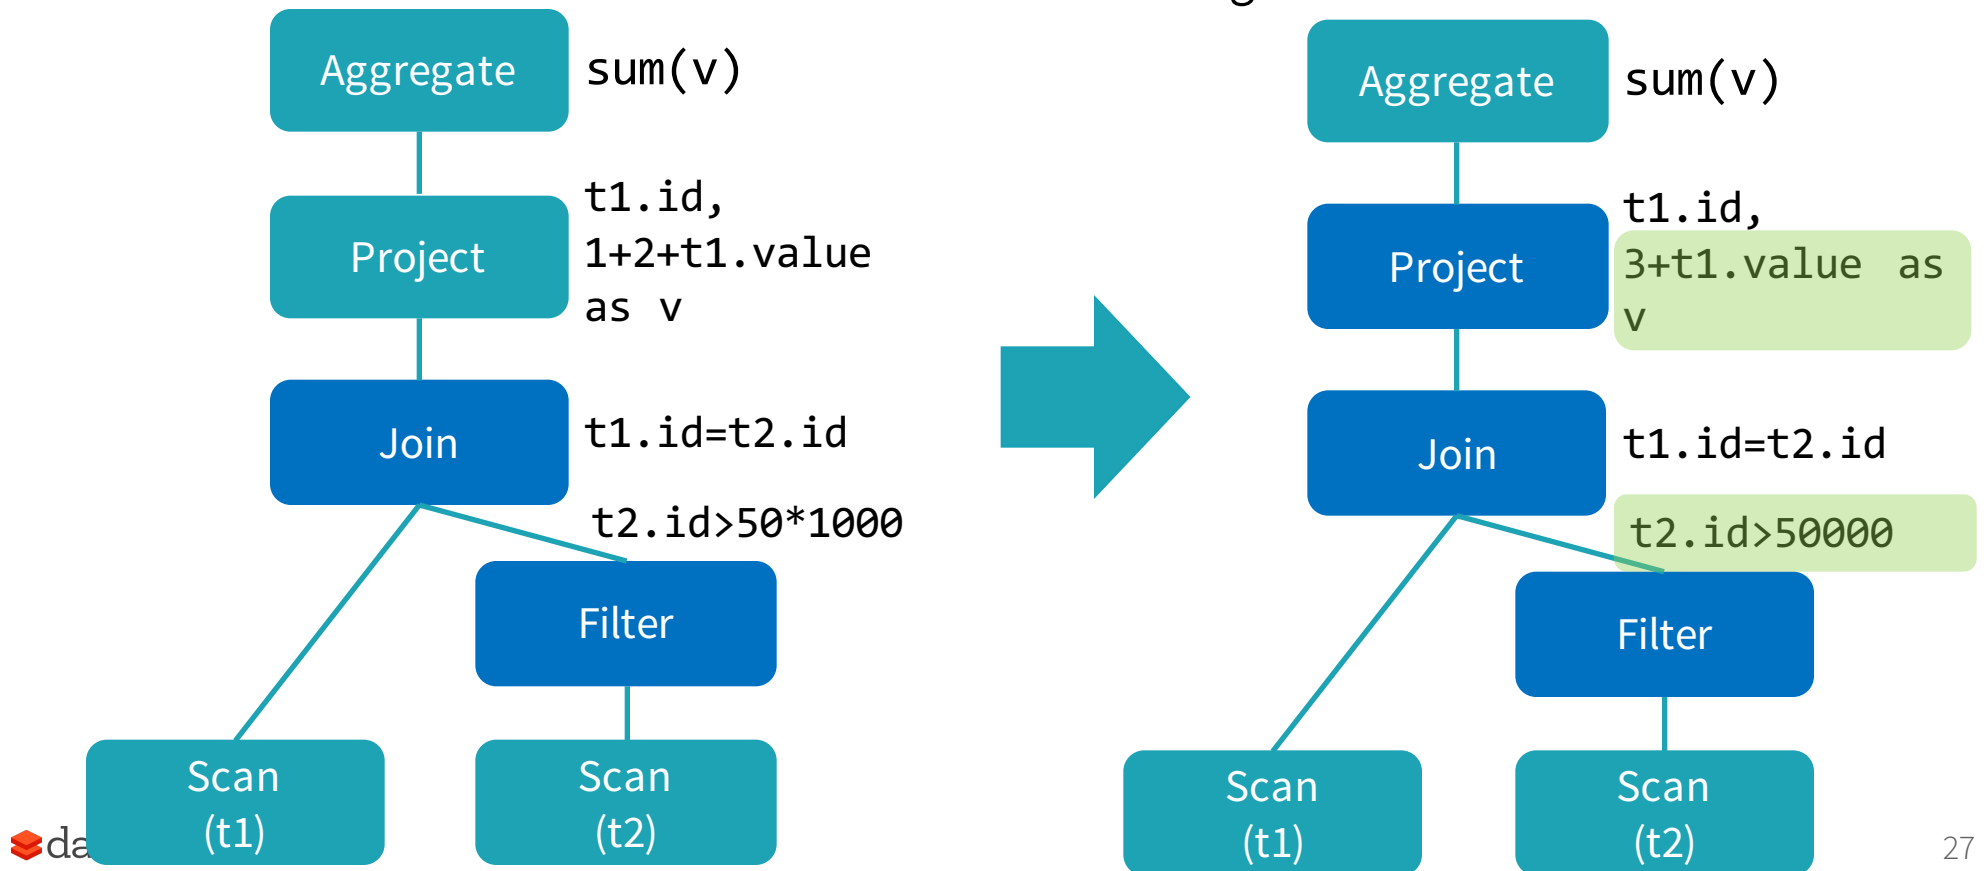 Aggregate
sum(v)
Project
t1.id,
1+2+t1.value
as v
Join
t1.id=t2.id
t2.id>50*1000
Filter
Scan
(t1)
Scan
(t2)
Aggregate
sum(v)
Project
t1.id,
3+t1.value as
v
Join
t1.id=t2.id
t2.id>50000
Filter
Scan
(t1)
Scan
(t2)
da
27